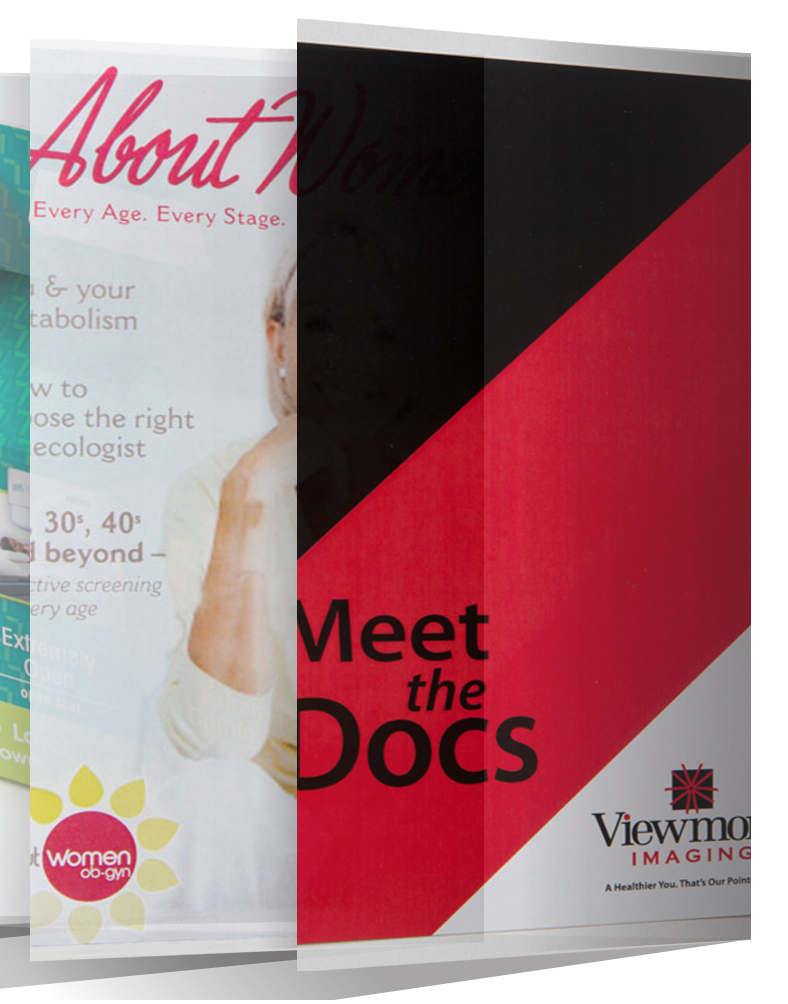 About Women
Every Age. Every Stage.
& your
tabolism
w to
ose the right
ecologist
, 30s, 40s
d beyond –
ctive screening
ery age
Extremely
Open
Meet
the
Docs
women
ob-gyn
Viewmo
IMAGING
A Healthier You. That's Our Point